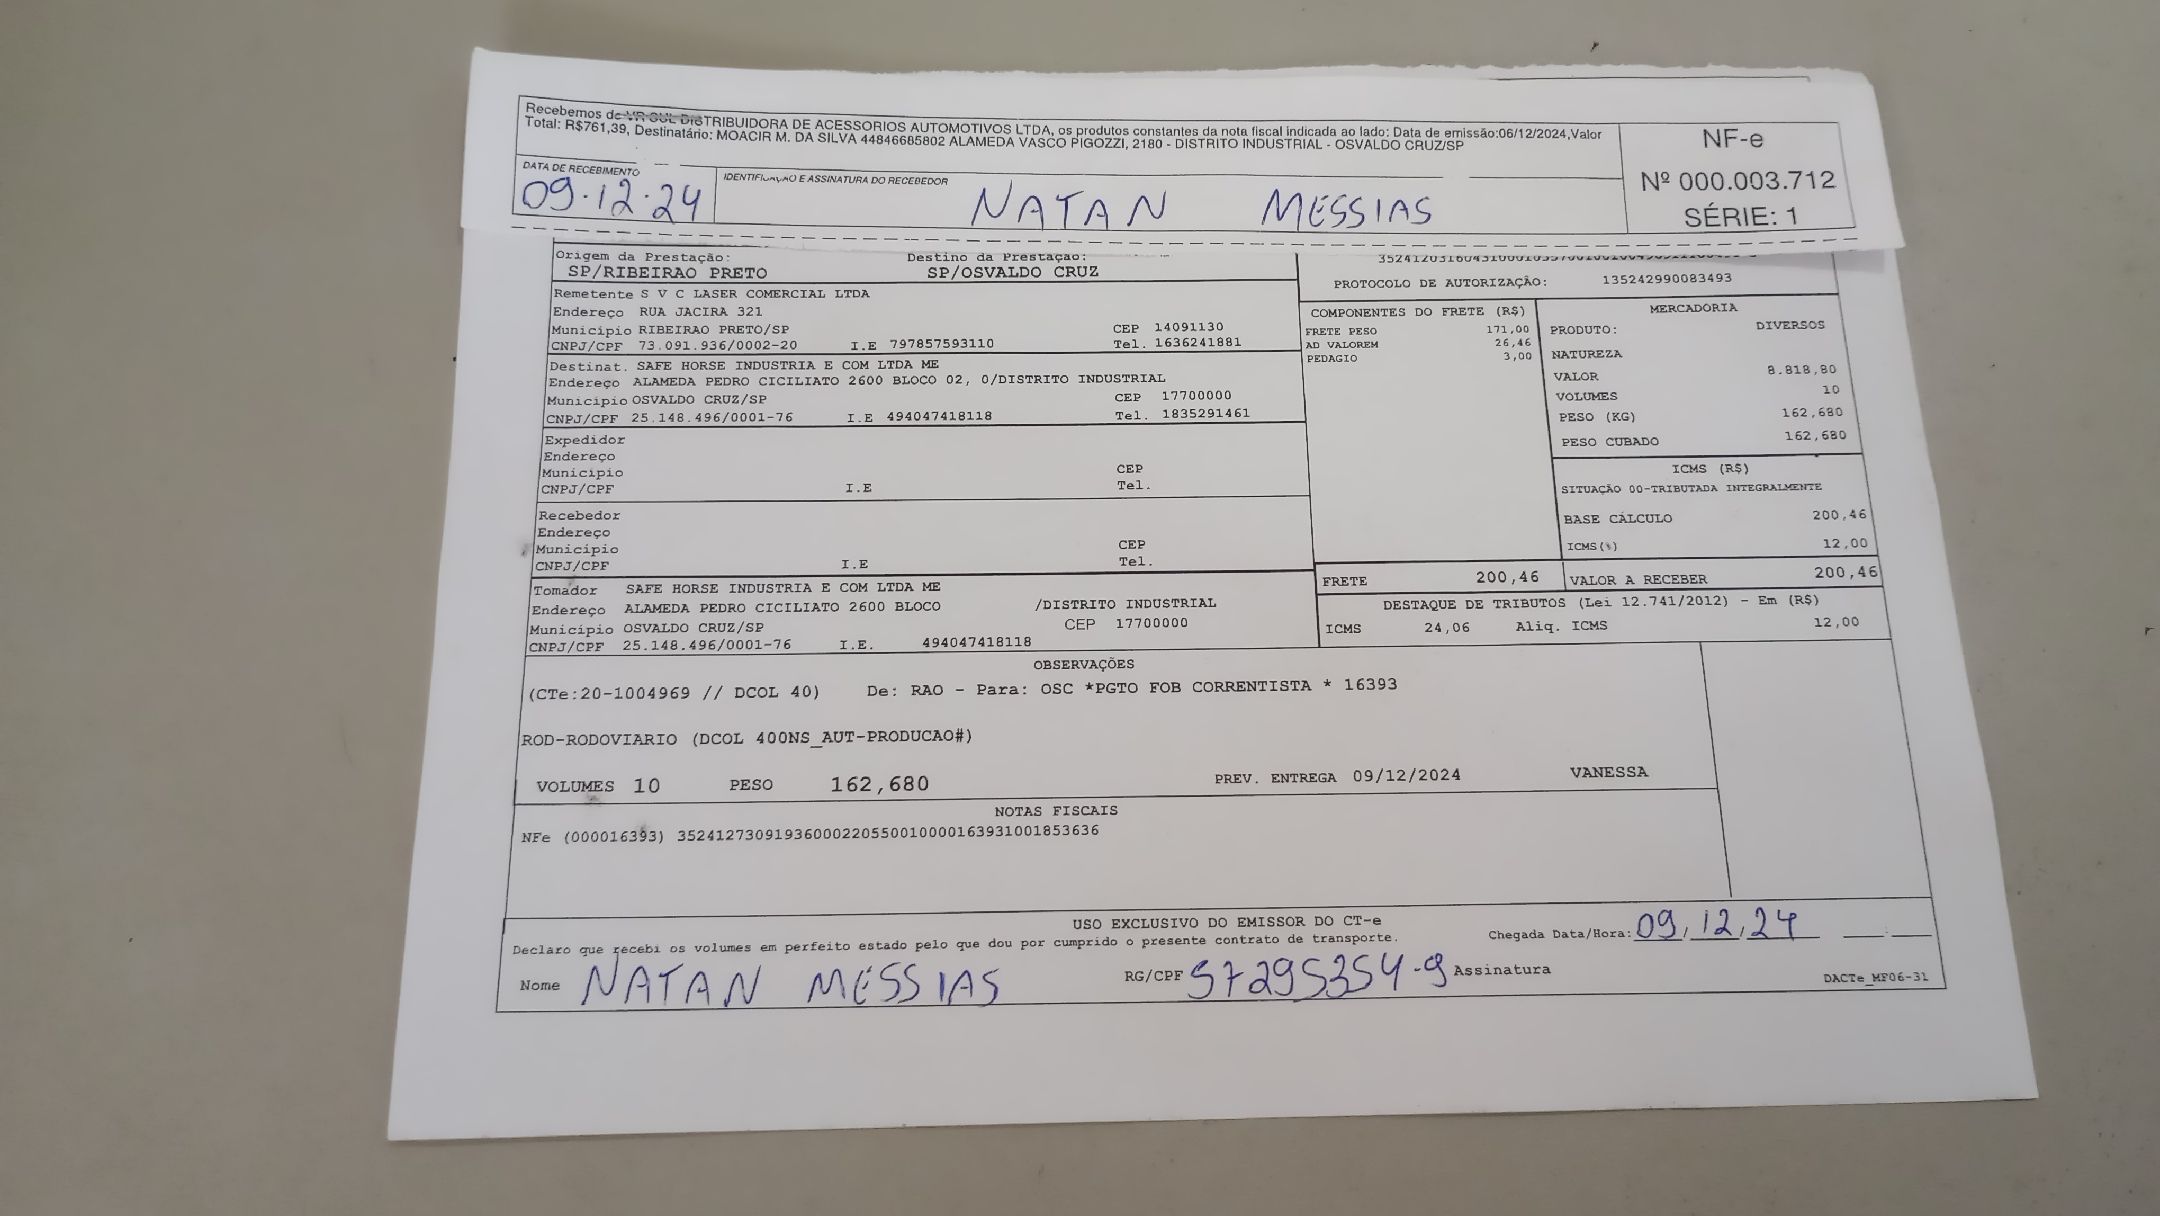 Recebemos de VR SUL DISTRIBUIDORA DE ACESSORIOS AUTOMOTIVOS LTDA, os produtos constantes da nota fiscal indicada ao lado: Data de emissão:06/12/2024,Valor
Total: R$761,39, Destinatário: MOACIR M. DA SILVA 44846685802 ALAMEDA VASCO PIGOZZI, 2180 - DISTRITO INDUSTRIAL - OSVALDO CRUZ/SP
NF-e
Nº 000.003.712
SÉRIE: 1
DATA DE RECEBIMENTO
09.12.24
IDENTIFICAÇÃO E ASSINATURA DO RECEBEDOR
NATAN MESSIAS
Origem da Prestação: Destino da Prestação:
SP/RIBEIRAO PRETO SP/OSVALDO CRUZ
PROTOCOLO DE AUTORIZAÇÃO: 135242990083493
Remetente S V C LASER COMERCIAL LTDA
Endereço RUA JACIRA 321
Municipio RIBEIRAO PRETO/SP CEP 14091130
CNPJ/CPF 73.091.936/0002-20 I.E 797857593110 Tel. 1636241881
Destinat. SAFE HORSE INDUSTRIA E COM LTDA ME
Endereço ALAMEDA PEDRO CICILIATO 2600 BLOCO 02, 0/DISTRITO INDUSTRIAL
Municipio OSVALDO CRUZ/SP CEP 17700000
CNPJ/CPF 25.148.496/0001-76 I.E 494047418118 Tel. 1835291461
Expedidor
Endereço
Município CEP
CNPJ/CPF I.E Tel.
Recebedor
Endereço
Município CEP
CNPJ/CPF I.E Tel.
Tomador SAFE HORSE INDUSTRIA E COM LTDA ME
Endereço ALAMEDA PEDRO CICILIATO 2600 BLOCO /DISTRITO INDUSTRIAL
Município OSVALDO CRUZ/SP CEP 17700000
CNPJ/CPF 25.148.496/0001-76 I.E. 494047418118
COMPONENTES DO FRETE (R$)
FRETE PESO 171,00
AD VALOREM 26,46
PEDAGIO 3,00
MERCADORIA
PRODUTO: DIVERSOS
NATUREZA
VALOR 8.818,80
VOLUMES 10
PESO (KG) 162,680
PESO CUBADO 162,680
ICMS (R$)
SITUAÇÃO 00-TRIBUTADA INTEGRALMENTE
BASE CÁLCULO 200,46
ICMS(%) 12,00
FRETE 200,46 VALOR A RECEBER 200,46
DESTAQUE DE TRIBUTOS (Lei 12.741/2012) - Em (R$)
ICMS 24,06 Aliq. ICMS 12,00
OBSERVAÇÕES
(CTe:20-1004969 // DCOL 40) De: RAO - Para: OSC *PGTO FOB CORRENTISTA * 16393
ROD-RODOVIARIO (DCOL 400NS_AUT-PRODUCAO#)
VOLUMES 10 PESO 162,680 PREV. ENTREGA 09/12/2024 VANESSA
NOTAS FISCAIS
NFe (000016393) 35241273091936000220550010000163931001853636
USO EXCLUSIVO DO EMISSOR DO CT-e
Declaro que recebi os volumes em perfeito estado pelo que dou por cumprido o presente contrato de transporte. Chegada Data/Hora: 09/12/24 __:__
Nome NATAN MESSIAS RG/CPF 57295354-9 Assinatura DACTe_MF06-31